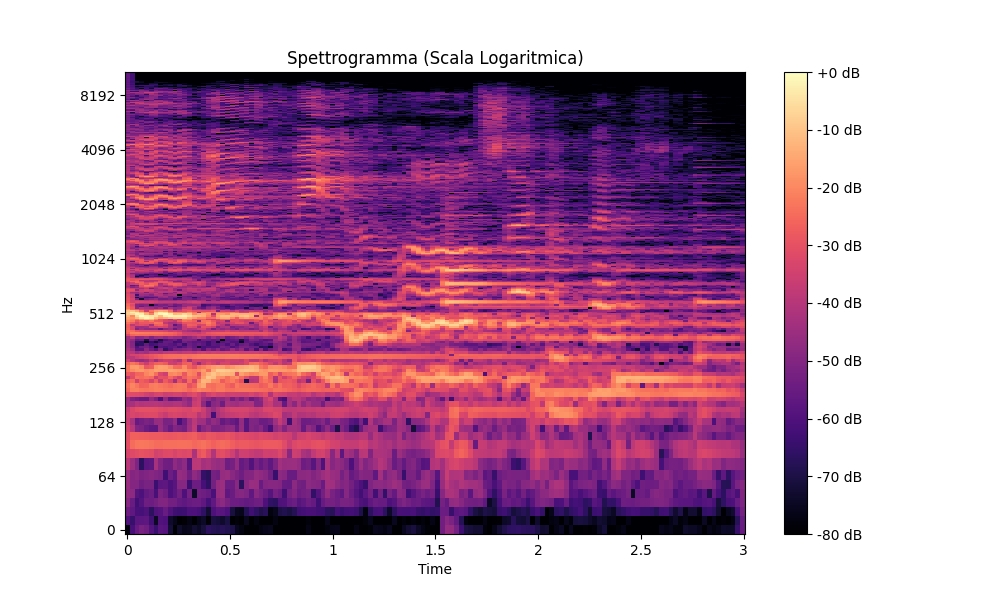 Spettrogramma (Scala Logaritmica)
Hz
8192
4096
2048
1024
512
256
128
64
0
0 0.5 1 1.5 2 2.5 3
Time
+0 dB
-10 dB
-20 dB
-30 dB
-40 dB
-50 dB
-60 dB
-70 dB
-80 dB